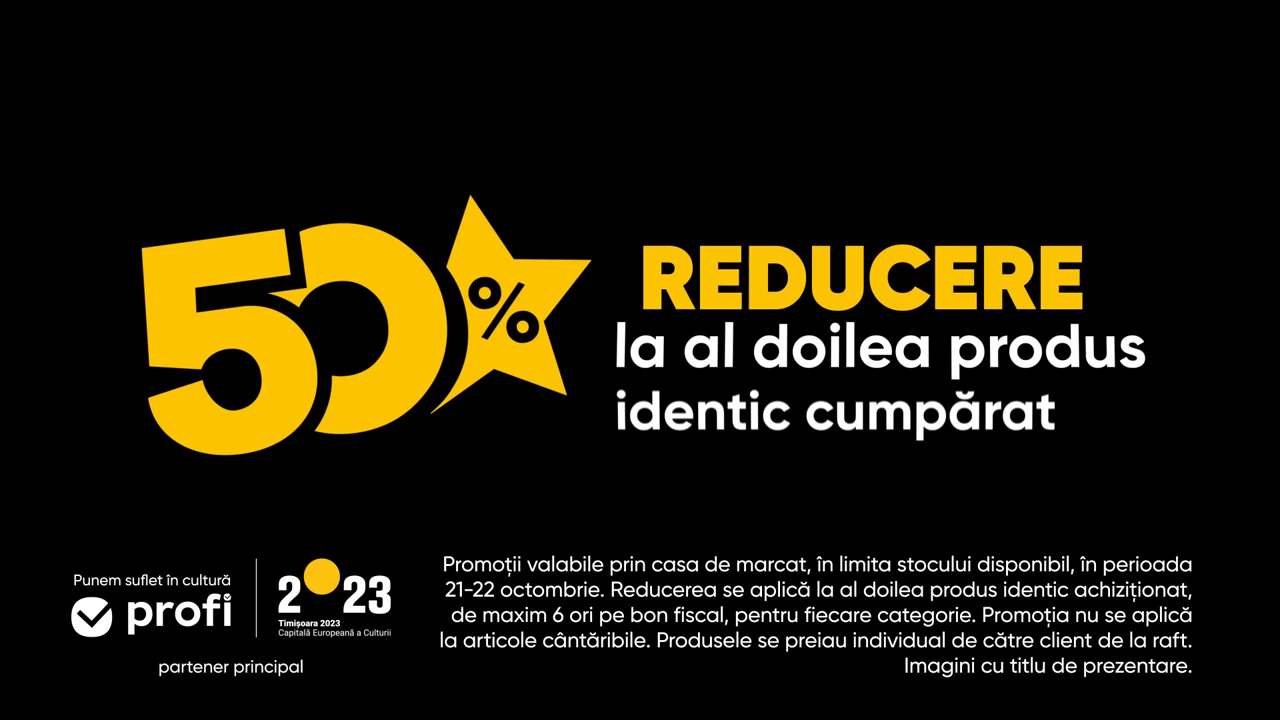 50%
REDUCERE
la al doilea produs
identic cumpărat
Punem suflet în cultură
profi
partener principal
2023
Timișoara 2023
Capitală Europeană a Culturii
Promoții valabile prin casa de marcat, în limita stocului disponibil, în perioada
21-22 octombrie. Reducerea se aplică la al doilea produs identic achiziționat,
de maxim 6 ori pe bon fiscal, pentru fiecare categorie. Promoția nu se aplică
la articole cântăribile. Produsele se preiau individual de către client de la raft.
Imagini cu titlu de prezentare.